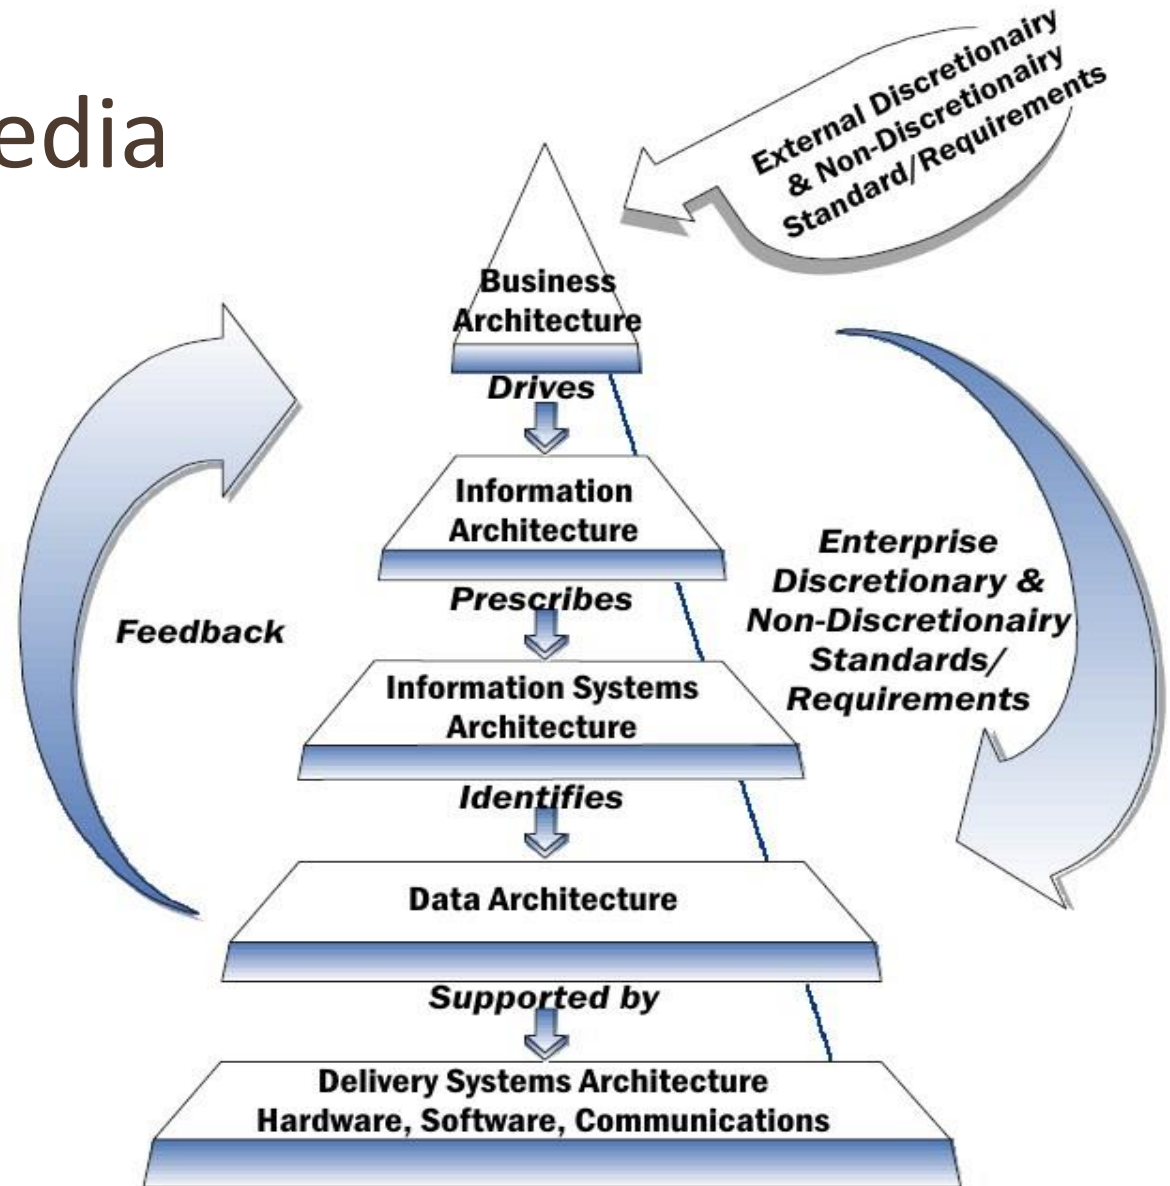 edia
External Discretionairy
& Non-Discretionairy
Standard/Requirements
Business
Architecture
Drives
Information
Architecture
Prescribes
Feedback
Enterprise
Discretionary &
Non-Discretionairy
Standards/
Requirements
Information Systems
Architecture
Identifies
Data Architecture
Supported by
Delivery Systems Architecture
Hardware, Software, Communications